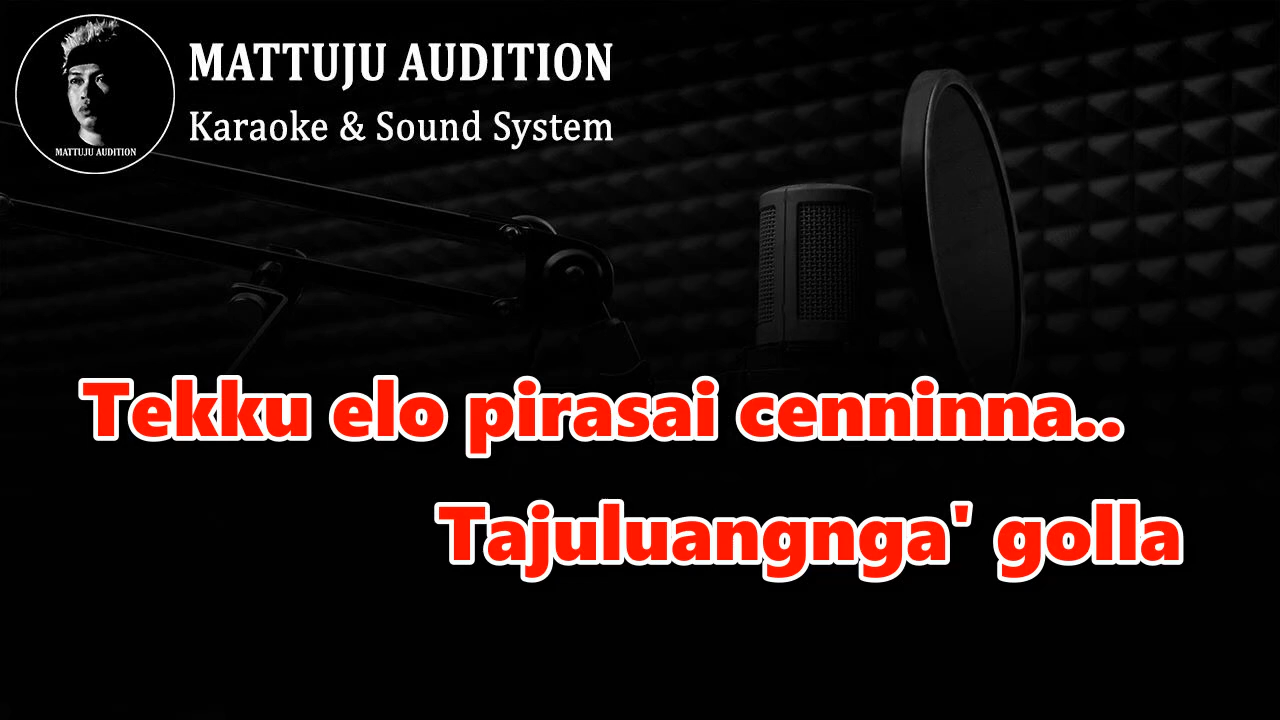 MATTUJU AUDITION
Karaoke & Sound System
MATTUJU AUDITION
Tekku elo pirasai cenninna..
Tajuluangnga' golla